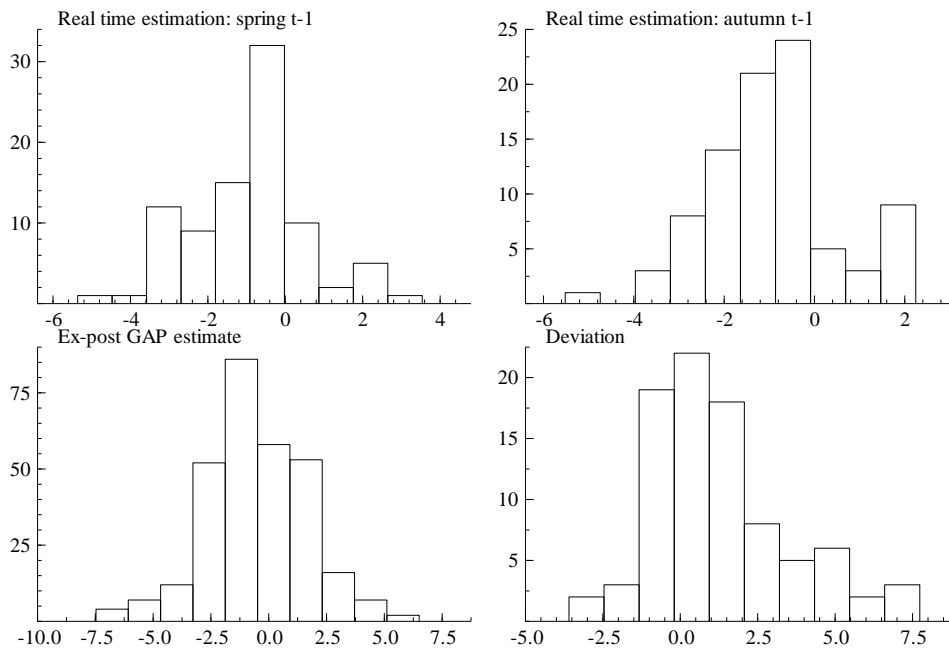 Real time estimation: spring t-1
30
20
10
-6 -4 -2 0 2 4
Real time estimation: autumn t-1
25
20
15
10
5
-6 -4 -2 0 2
Ex-post GAP estimate
75
50
25
-10.0 -7.5 -5.0 -2.5 0.0 2.5 5.0 7.5
Deviation
20
15
10
5
-5.0 -2.5 0.0 2.5 5.0 7.5